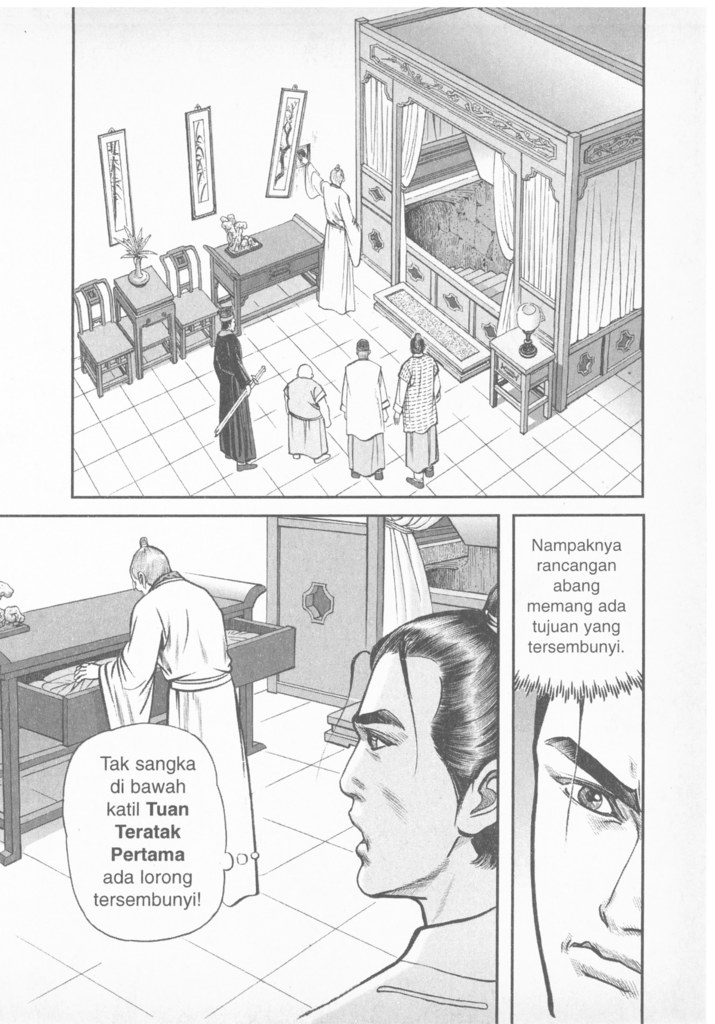 Tak sangka
di bawah
katil Tuan
Teratak
Pertama
ada lorong
tersembunyi!
Nampaknya
rancangan
abang
memang ada
tujuan yang
tersembunyi.